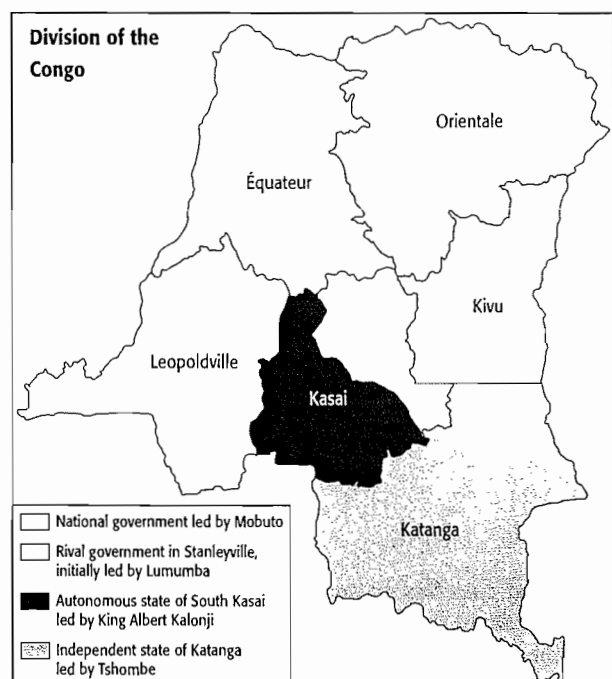 Division of the
Congo
Orientale
Équateur
Kivu
Leopoldville
Kasai
Katanga
National government led by Mobuto
Rival government in Stanleyville,
initially led by Lumumba
Autonomous state of South Kasai
led by King Albert Kalonji
Independent state of Katanga
led by Tshombe